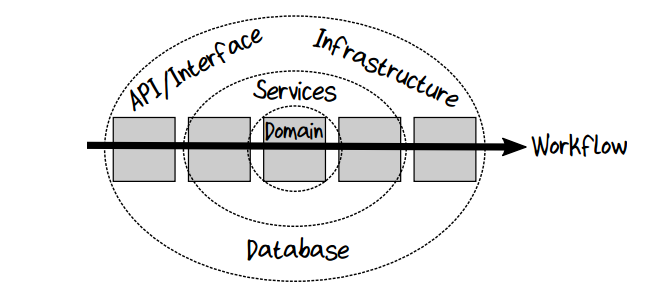 API/Interface
Infrastructure
Services
Domain
Workflow
Database